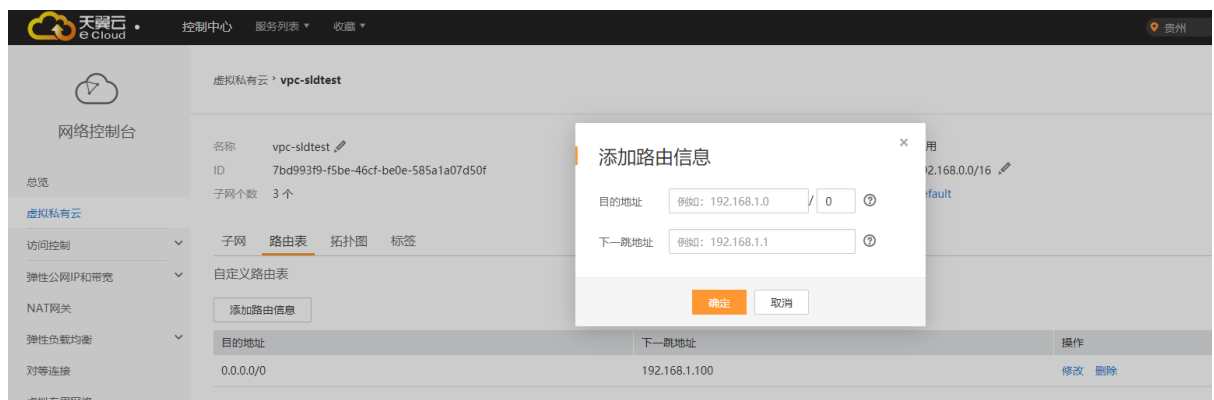 天翼云 e Cloud 控制中心 服务列表 收藏 贵州
网络控制台
总览
虚拟私有云
访问控制
弹性公网IP和带宽
NAT网关
弹性负载均衡
对等连接
虚拟私有云 › vpc-sldtest
名称 vpc-sldtest
ID 7bd993f9-f5be-46cf-be0e-585a1a07d50f
子网个数 3 个
用
2.168.0.0/16
efault
子网 路由表 拓扑图 标签
自定义路由表
添加路由信息
目的地址 下一跳地址 操作
0.0.0.0/0 192.168.1.100 修改 删除
添加路由信息 ×
目的地址 例如：192.168.1.0 / 0 ?
下一跳地址 例如：192.168.1.1 ?
确定 取消